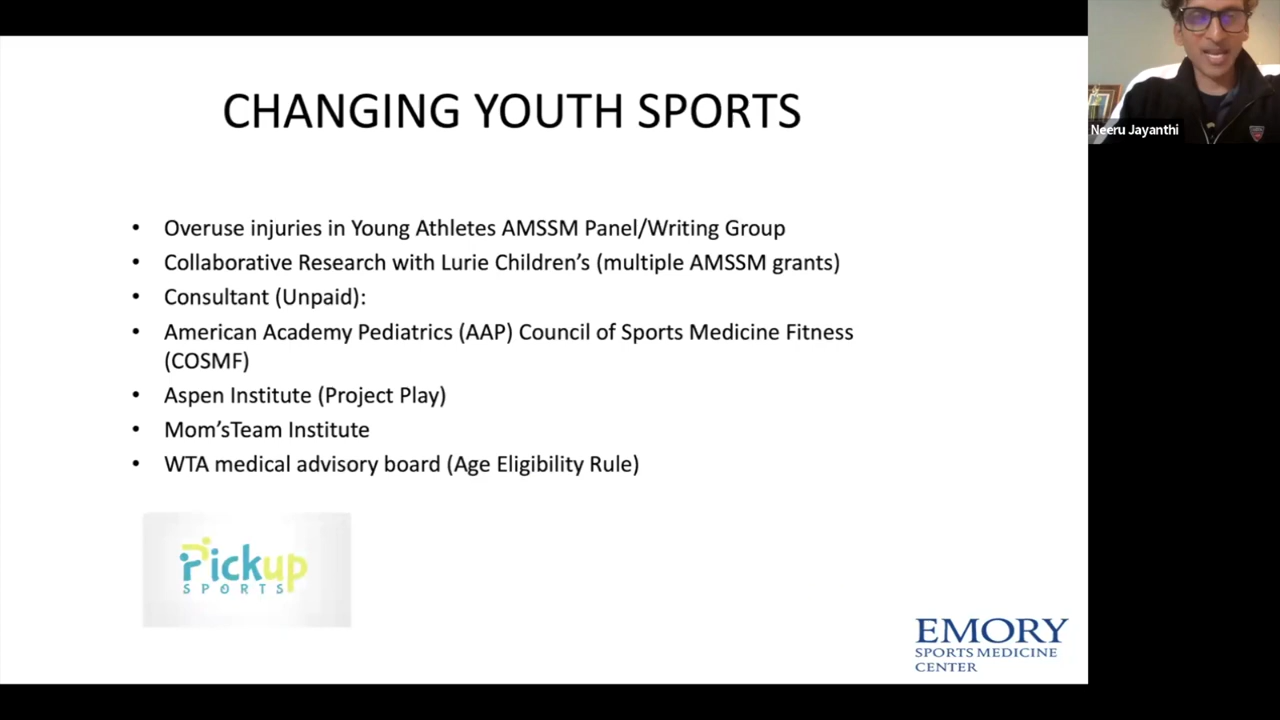 CHANGING YOUTH SPORTS
Neeru Jayanthi
• Overuse injuries in Young Athletes AMSSM Panel/Writing Group
• Collaborative Research with Lurie Children's (multiple AMSSM grants)
• Consultant (Unpaid):
• American Academy Pediatrics (AAP) Council of Sports Medicine Fitness
(COSMF)
• Aspen Institute (Project Play)
• Mom'sTeam Institute
• WTA medical advisory board (Age Eligibility Rule)
Pickup
SPORTS
EMORY
SPORTS MEDICINE
CENTER